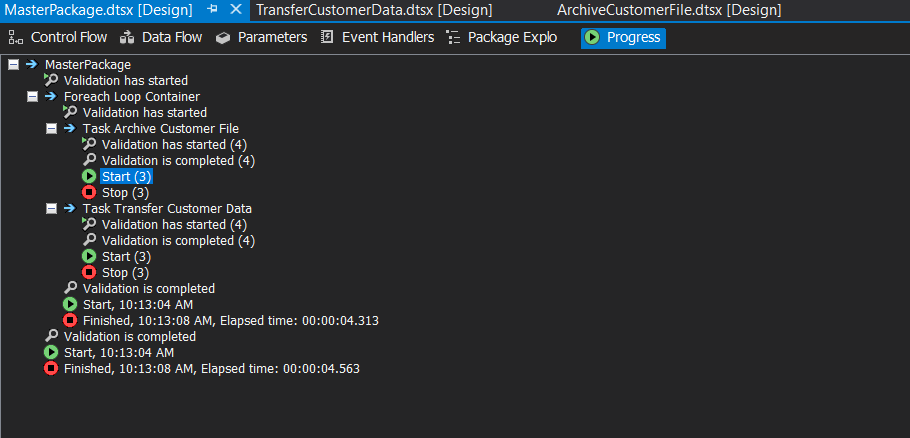 MasterPackage.dtsx [Design] TransferCustomerData.dtsx [Design] ArchiveCustomerFile.dtsx [Design]
Control Flow Data Flow Parameters Event Handlers Package Explo Progress
MasterPackage
Validation has started
Foreach Loop Container
Validation has started
Task Archive Customer File
Validation has started (4)
Validation is completed (4)
Start (3)
Stop (3)
Task Transfer Customer Data
Validation has started (4)
Validation is completed (4)
Start (3)
Stop (3)
Validation is completed
Start, 10:13:04 AM
Finished, 10:13:08 AM, Elapsed time: 00:00:04.313
Validation is completed
Start, 10:13:04 AM
Finished, 10:13:08 AM, Elapsed time: 00:00:04.563